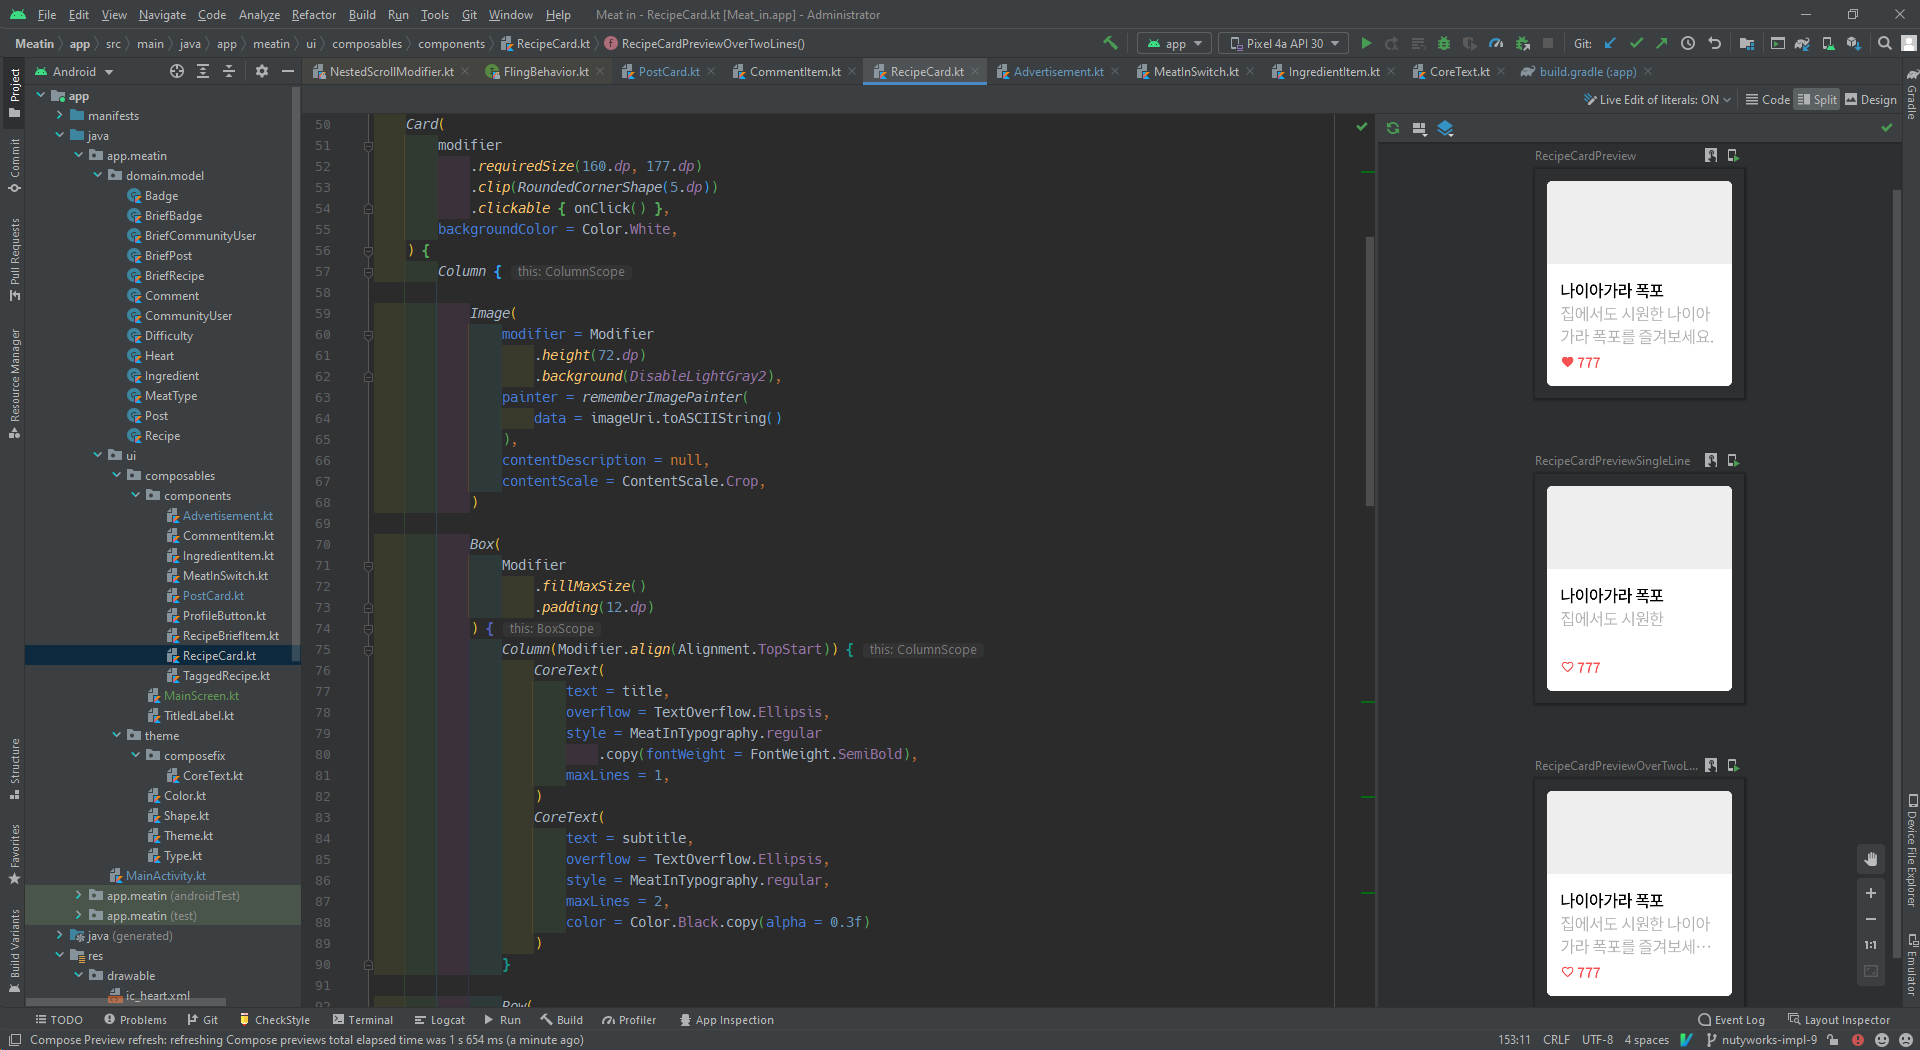 File Edit View Navigate Code Analyze Refactor Build Run Tools Git Window Help Meat in - RecipeCard.kt [Meat_in.app] - Administrator
Meatin app src main java app meatin ui composables components RecipeCard.kt RecipeCardPreviewOverTwoLines() app Pixel 4a API 30 Git:
Android NestedScrollModifier.kt FlingBehavior.kt PostCard.kt CommentItem.kt RecipeCard.kt Advertisement.kt MeatInSwitch.kt IngredientItem.kt CoreText.kt build.gradle (:app)
Live Edit of literals: ON Code Split Design
Project
Commit
Pull Requests
Resource Manager
Structure
Favorites
Build Variants
app
manifests
java
app.meatin
domain.model
Badge
BriefBadge
BriefCommunityUser
BriefPost
BriefRecipe
Comment
CommunityUser
Difficulty
Heart
Ingredient
MeatType
Post
Recipe
ui
composables
components
Advertisement.kt
CommentItem.kt
IngredientItem.kt
MeatInSwitch.kt
PostCard.kt
ProfileButton.kt
RecipeBriefItem.kt
RecipeCard.kt
TaggedRecipe.kt
MainScreen.kt
TitledLabel.kt
theme
composefix
CoreText.kt
Color.kt
Shape.kt
Theme.kt
Type.kt
MainActivity.kt
app.meatin (androidTest)
app.meatin (test)
java (generated)
res
drawable
ic_heart.xml
50 Card(
51 modifier
52 .requiredSize(160.dp, 177.dp)
53 .clip(RoundedCornerShape(5.dp))
54 .clickable { onClick() },
55 backgroundColor = Color.White,
56 ) {
57 Column { this: ColumnScope
58
59 Image(
60 modifier = Modifier
61 .height(72.dp)
62 .background(DisableLightGray2),
63 painter = rememberImagePainter(
64 data = imageUri.toASCIIString()
65 ),
66 contentDescription = null,
67 contentScale = ContentScale.Crop,
68 )
69
70 Box(
71 Modifier
72 .fillMaxSize()
73 .padding(12.dp)
74 ) { this: BoxScope
75 Column(Modifier.align(Alignment.TopStart)) { this: ColumnScope
76 CoreText(
77 text = title,
78 overflow = TextOverflow.Ellipsis,
79 style = MeatInTypography.regular
80 .copy(fontWeight = FontWeight.SemiBold),
81 maxLines = 1,
82 )
83 CoreText(
84 text = subtitle,
85 overflow = TextOverflow.Ellipsis,
86 style = MeatInTypography.regular,
87 maxLines = 2,
88 color = Color.Black.copy(alpha = 0.3f)
89 )
90 }
91
92 Row(
RecipeCardPreview
나이아가라 폭포
집에서도 시원한 나이아
가라 폭포를 즐겨보세요.
777
RecipeCardPreviewSingleLine
나이아가라 폭포
집에서도 시원한
777
RecipeCardPreviewOverTwoL...
나이아가라 폭포
집에서도 시원한 나이아
가라 폭포를 즐겨보세…
777
1:1
Gradle
Device File Explorer
Emulator
TODO Problems Git CheckStyle Terminal Logcat Run Build Profiler App Inspection Event Log Layout Inspector
Compose Preview refresh: refreshing Compose previews total elapsed time was 1 s 654 ms (a minute ago) 153:11 CRLF UTF-8 4 spaces nutyworks-impl-9